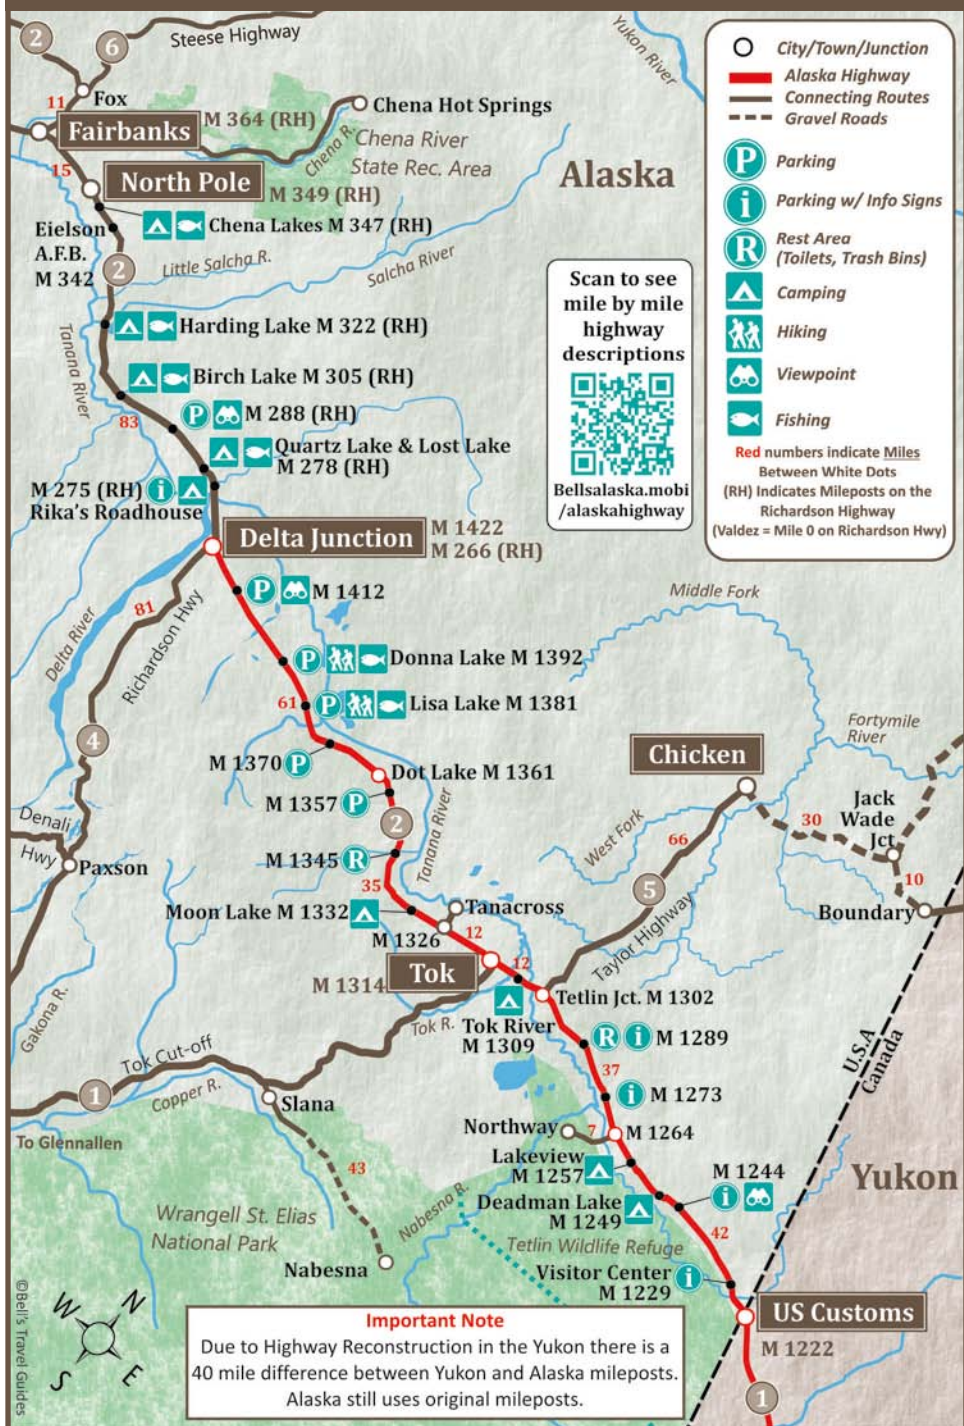 2
6
Steese Highway
Yukon River
Fox
11
Chena Hot Springs
Fairbanks
M 364 (RH)
Chena R.
Chena River
State Rec. Area
Alaska
15
North Pole
M 349 (RH)
Eielson
A.F.B.
M 342
Chena Lakes M 347 (RH)
2
Little Salcha R.
Salcha River
Tanana River
Harding Lake M 322 (RH)
Birch Lake M 305 (RH)
83
P
M 288 (RH)
Quartz Lake & Lost Lake
M 278 (RH)
M 275 (RH)
i
Rika's Roadhouse
Delta Junction
M 1422
M 266 (RH)
City/Town/Junction
Alaska Highway
Connecting Routes
Gravel Roads
P
Parking
i
Parking w/ Info Signs
R
Rest Area
(Toilets, Trash Bins)
Camping
Hiking
Viewpoint
Fishing
Red numbers indicate Miles
Between White Dots
(RH) Indicates Mileposts on the
Richardson Highway
(Valdez = Mile 0 on Richardson Hwy)
Scan to see
mile by mile
highway
descriptions
Bellsalaska.mobi
/alaskahighway
P
M 1412
81
Richardson Hwy
Delta River
Middle Fork
P
Donna Lake M 1392
61
P
Lisa Lake M 1381
4
M 1370
P
Dot Lake M 1361
M 1357
P
2
Tanana River
Chicken
Fortymile
River
Jack
Wade
Jct.
30
10
Boundary
West Fork
66
5
Taylor Highway
Denali
Hwy
Paxson
M 1345
R
35
Moon Lake M 1332
Tanacross
M 1326
12
Tok
M 1314
12
Tetlin Jct. M 1302
Tok River
M 1309
Tok R.
Gakona R.
Tok Cut-off
1
Copper R.
Slana
To Glennallen
43
R
i
M 1289
37
i
M 1273
Northway
7
M 1264
Lakeview
M 1257
Deadman Lake
M 1249
M 1244
i
42
Nabesna R.
Tetlin Wildlife Refuge
Visitor Center
M 1229
i
U.S.A
Canada
Yukon
US Customs
M 1222
1
Wrangell St. Elias
National Park
Nabesna
N
W
S
E
©Bell's Travel Guides
Important Note
Due to Highway Reconstruction in the Yukon there is a
40 mile difference between Yukon and Alaska mileposts.
Alaska still uses original mileposts.